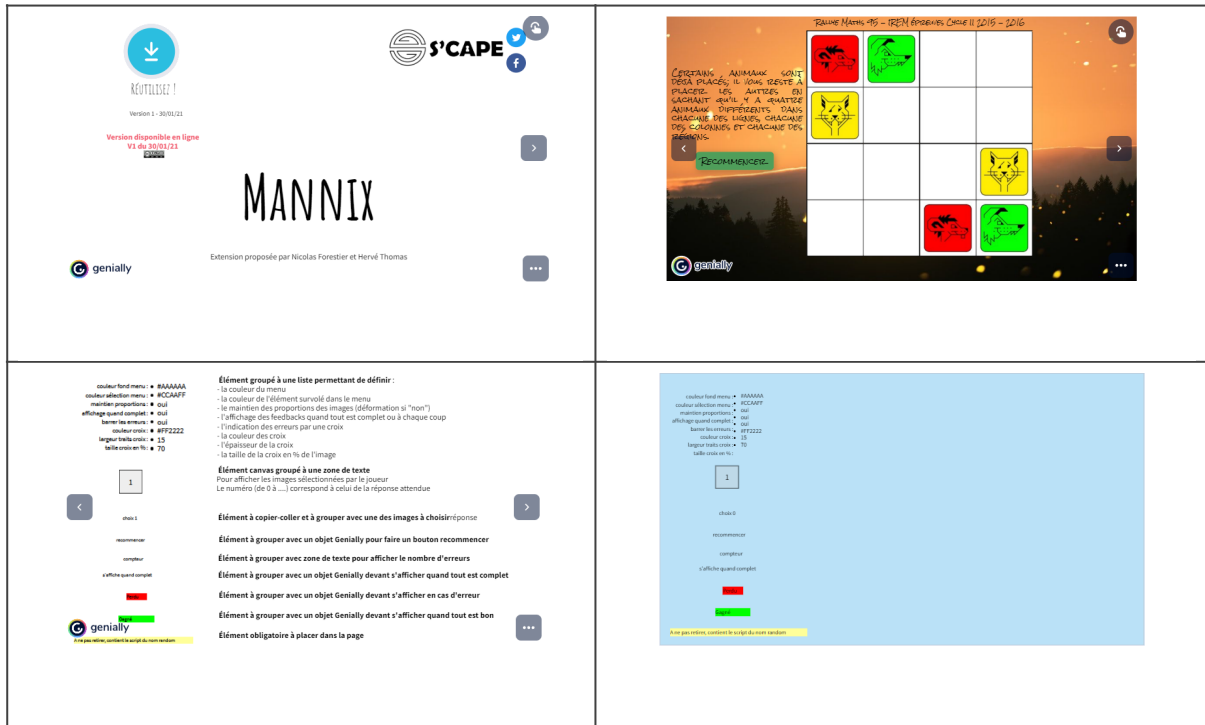 S'CAPE
RÉUTILISEZ !
Version 1 - 30/01/21
Version disponible en ligne
V1 du 30/01/21
MANNIX
Extension proposée par Nicolas Forestier et Hervé Thomas
genially
RALLYE MATHS 95 – IREM ÉPREUVES CYCLE II 2015 - 2016
CERTAINS ANIMAUX SONT
DÉJÀ PLACÉS, IL VOUS RESTE À
PLACER LES AUTRES EN
SACHANT QU'IL Y A QUATRE
ANIMAUX DIFFÉRENTS DANS
CHACUNE DES LIGNES, CHACUNE
DES COLONNES ET CHACUNE DES
RÉGIONS.
RECOMMENCER
genially
couleur fond menu : • #AAAAAA
couleur sélection menu : • #CCAAFF
maintien proportions : • oui
affichage quand complet : • oui
barrer les erreurs : • oui
couleur croix : • #FF2222
largeur traits croix : • 15
taille croix en % : • 70
Élément groupé à une liste permettant de définir :
- la couleur du menu
- la couleur de l'élément survolé dans le menu
- le maintien des proportions des images (déformation si "non")
- l'affichage des feedbacks quand tout est complet ou à chaque coup
- l'indication des erreurs par une croix
- la couleur des croix
- l'épaisseur de la croix
- la taille de la croix en % de l'image
1
Élément canvas groupé à une zone de texte
Pour afficher les images sélectionnées par le joueur
Le numéro (de 0 à ....) correspond à celui de la réponse attendue
choix 1
Élément à copier-coller et à grouper avec une des images à choisirréponse
recommencer
Élément à grouper avec un objet Genially pour faire un bouton recommencer
compteur
Élément à grouper avec zone de texte pour afficher le nombre d'erreurs
s'affiche quand complet
Élément à grouper avec un objet Genially devant s'afficher quand tout est complet
Élément à grouper avec un objet Genially devant s'afficher en cas d'erreur
Gagné
Élément à grouper avec un objet Genially devant s'afficher quand tout est bon
genially
A ne pas retirer, contient le script du nom random
Élément obligatoire à placer dans la page
couleur fond menu : • #AAAAAA
couleur sélection menu : • #CCAAFF
maintien proportions : • oui
affichage quand complet : • oui
barrer les erreurs : • oui
couleur croix : • #FF2222
largeur traits croix : • 15
taille croix en % : 70
1
choix 0
recommencer
compteur
s'affiche quand complet
Gagné
A ne pas retirer, contient le script du nom random